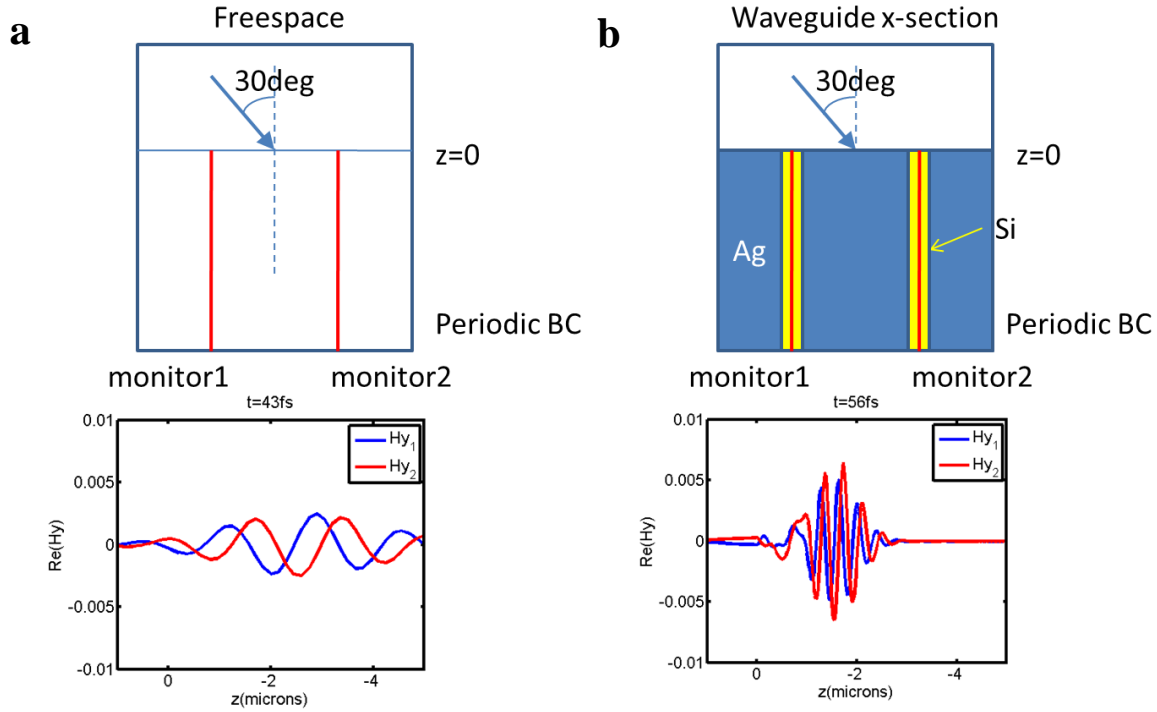 a
Freespace
30deg
z=0
Periodic BC
monitor1 monitor2
t=43fs
0.01
0.005
0
-0.005
-0.01
Re(Hy)
Hy1
Hy2
0 -2 -4
z(microns)
b
Waveguide x-section
30deg
z=0
Si
Ag
Periodic BC
monitor1 monitor2
t=56fs
0.01
0.005
0
-0.005
-0.01
Re(Hy)
Hy1
Hy2
0 -2 -4
z(microns)